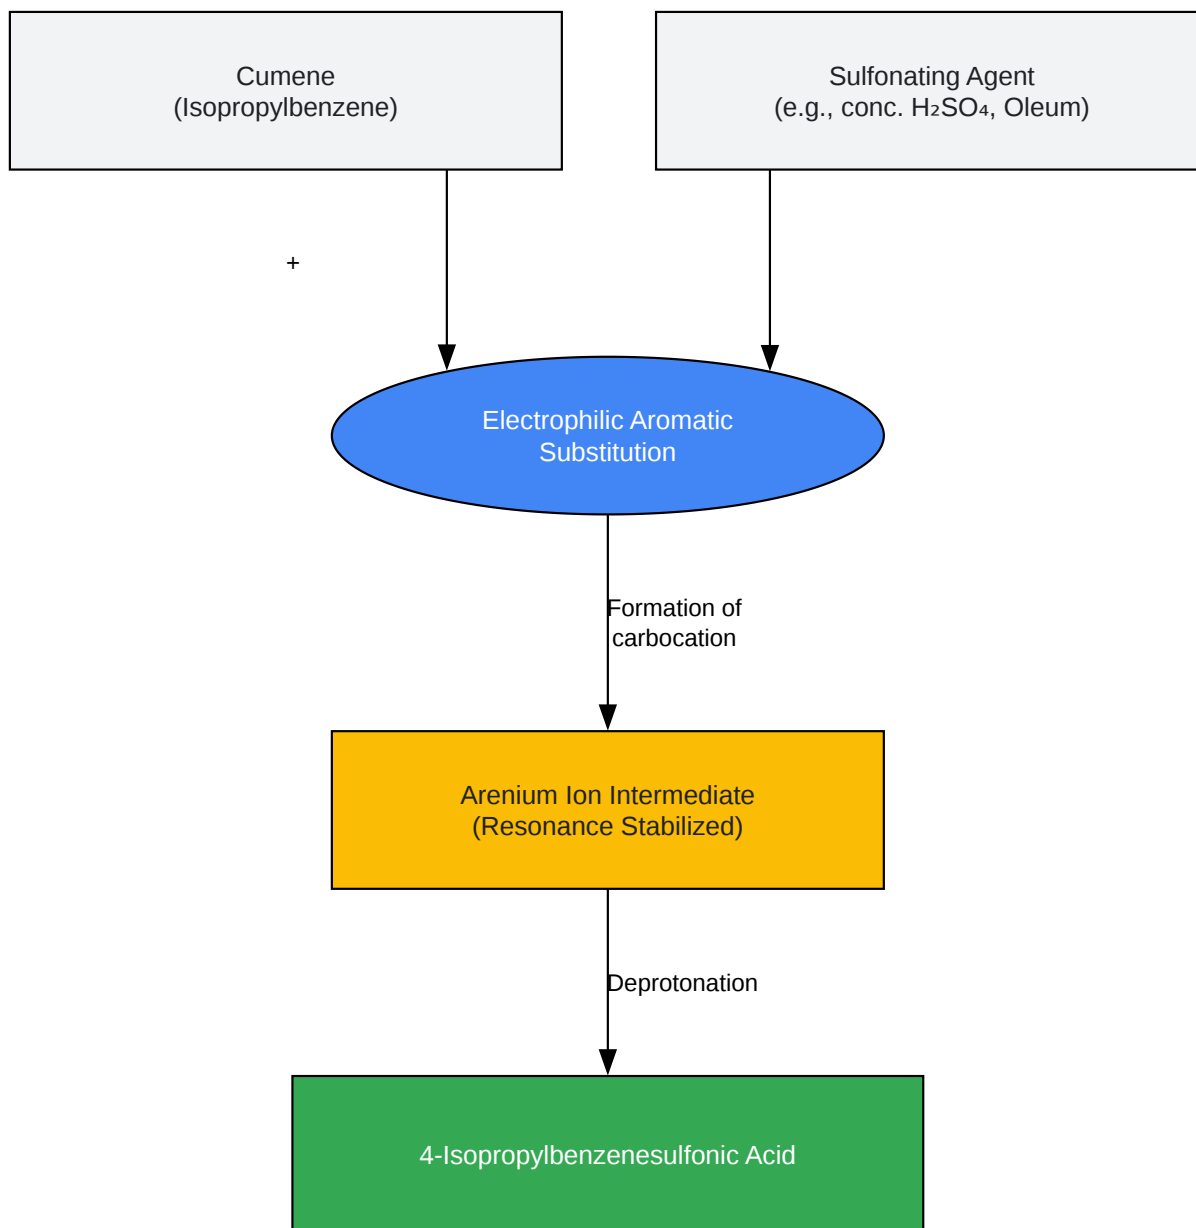 Cumene
(Isopropylbenzene)
Sulfonating Agent
(e.g., conc. H₂SO₄, Oleum)
+
Electrophilic Aromatic
Substitution
Formation of
carbocation
Arenium Ion Intermediate
(Resonance Stabilized)
Deprotonation
4-Isopropylbenzenesulfonic Acid